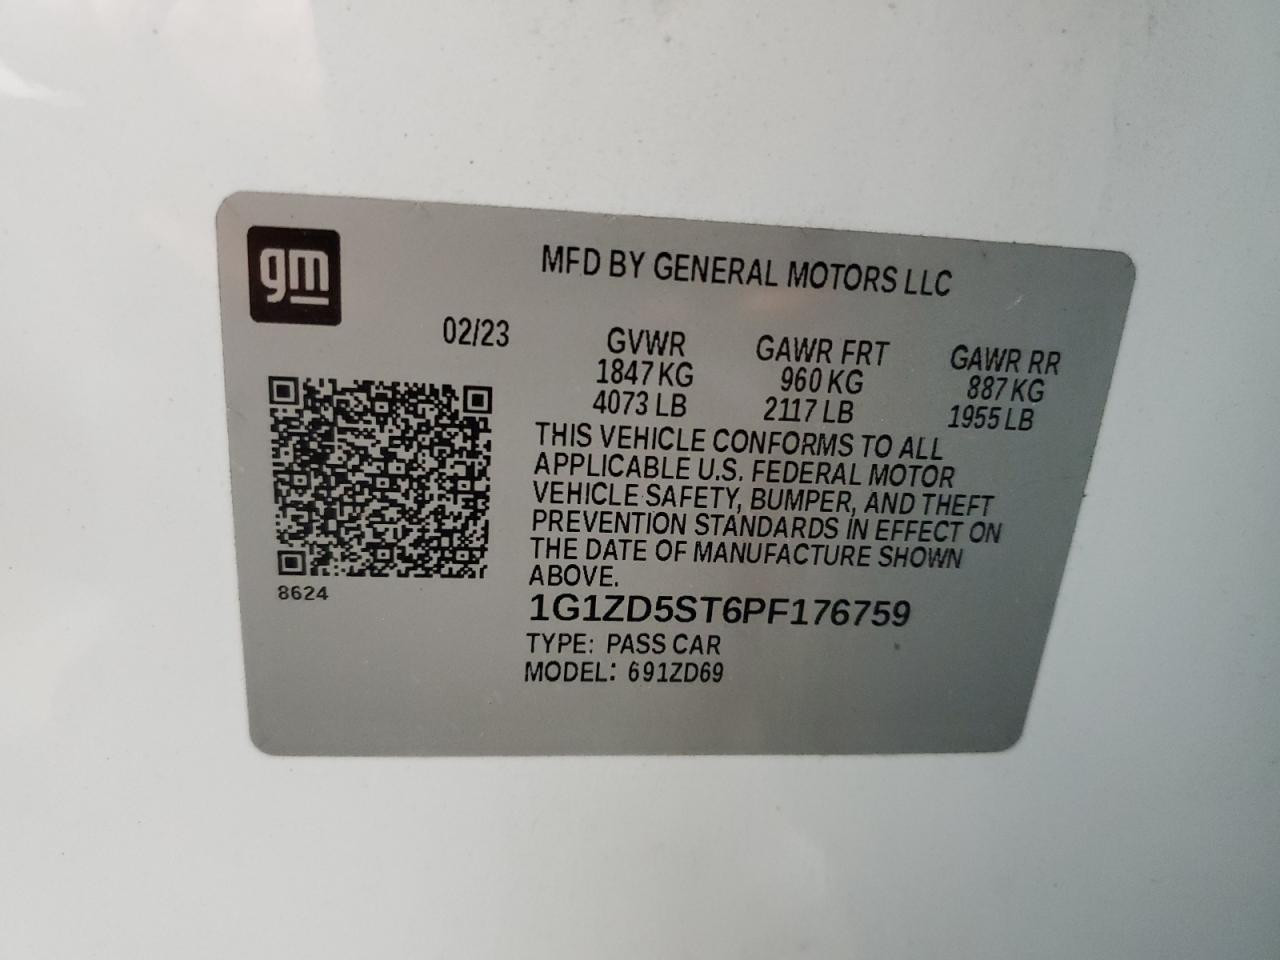 gm
MFD BY GENERAL MOTORS LLC
02/23
GVWR GAWR FRT GAWR RR
1847 KG 960 KG 887 KG
4073 LB 2117 LB 1955 LB
THIS VEHICLE CONFORMS TO ALL
APPLICABLE U.S. FEDERAL MOTOR
VEHICLE SAFETY, BUMPER, AND THEFT
PREVENTION STANDARDS IN EFFECT ON
THE DATE OF MANUFACTURE SHOWN
ABOVE.
8624
1G1ZD5ST6PF176759
TYPE: PASS CAR
MODEL: 691ZD69